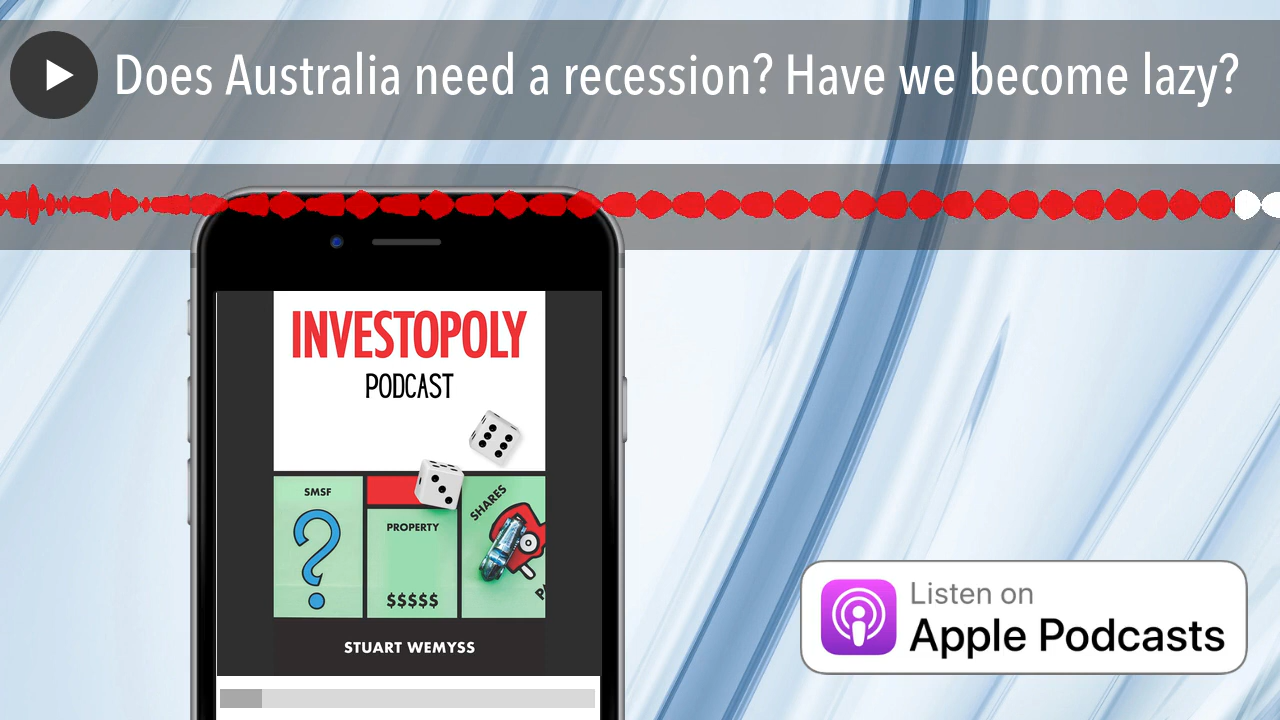 Does Australia need a recession? Have we become lazy?
INVESTOPOLY
PODCAST
SMSF
PROPERTY
$$$$$
SHARES
STUART WEMYSS
Listen on
Apple Podcasts